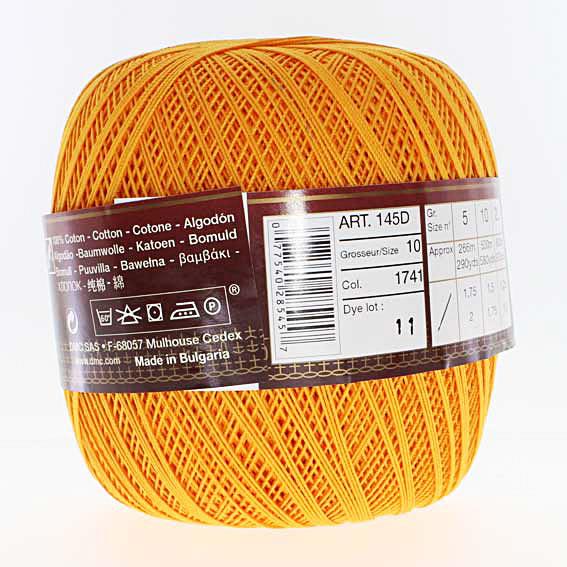 100% Coton - Cotton - Cotone - Algodón
Algodão - Baumwolle - Katoen - Bomuld
Bomull - Puuvilla - Bawełna - βαμβάκι -
хлопок - 纯棉 - 綿
®
DMC SAS • F-68057 Mulhouse Cedex
www.dmc.com Made in Bulgaria
0 77540 28545 7
ART. 145D
Grosseur/Size 10
Col. 1741
Dye lot : 11
Gr. Size n° 5 10
Approx 266m 500m
290yds
1,75 1,5
2 1,75